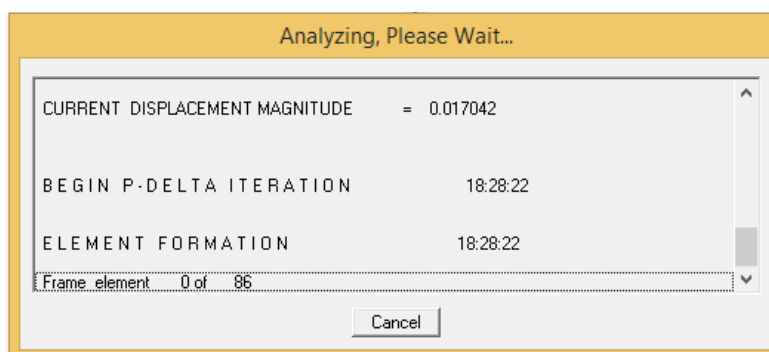 Analyzing, Please Wait...
CURRENT DISPLACEMENT MAGNITUDE = 0.017042
BEGIN P-DELTA ITERATION 18:28:22
ELEMENT FORMATION 18:28:22
Frame element 0 of 86
Cancel